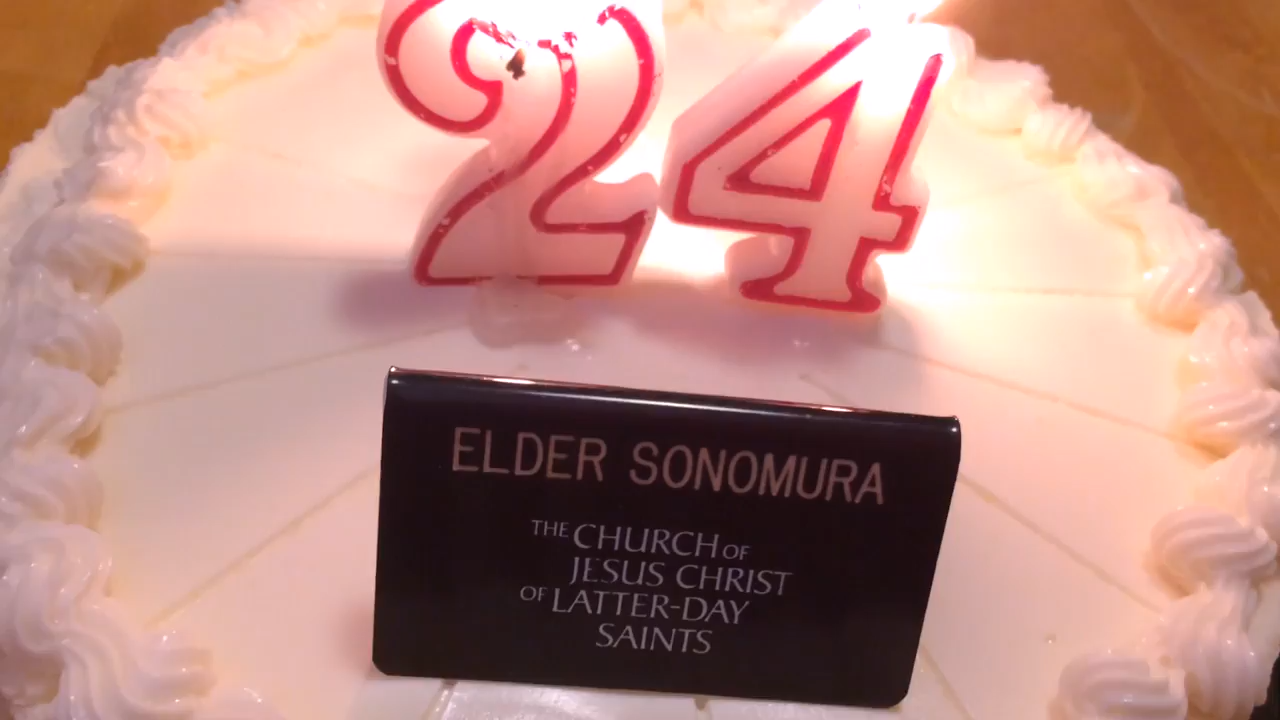 24
ELDER SONOMURA
THE CHURCH OF
JESUS CHRIST
OF LATTER-DAY
SAINTS